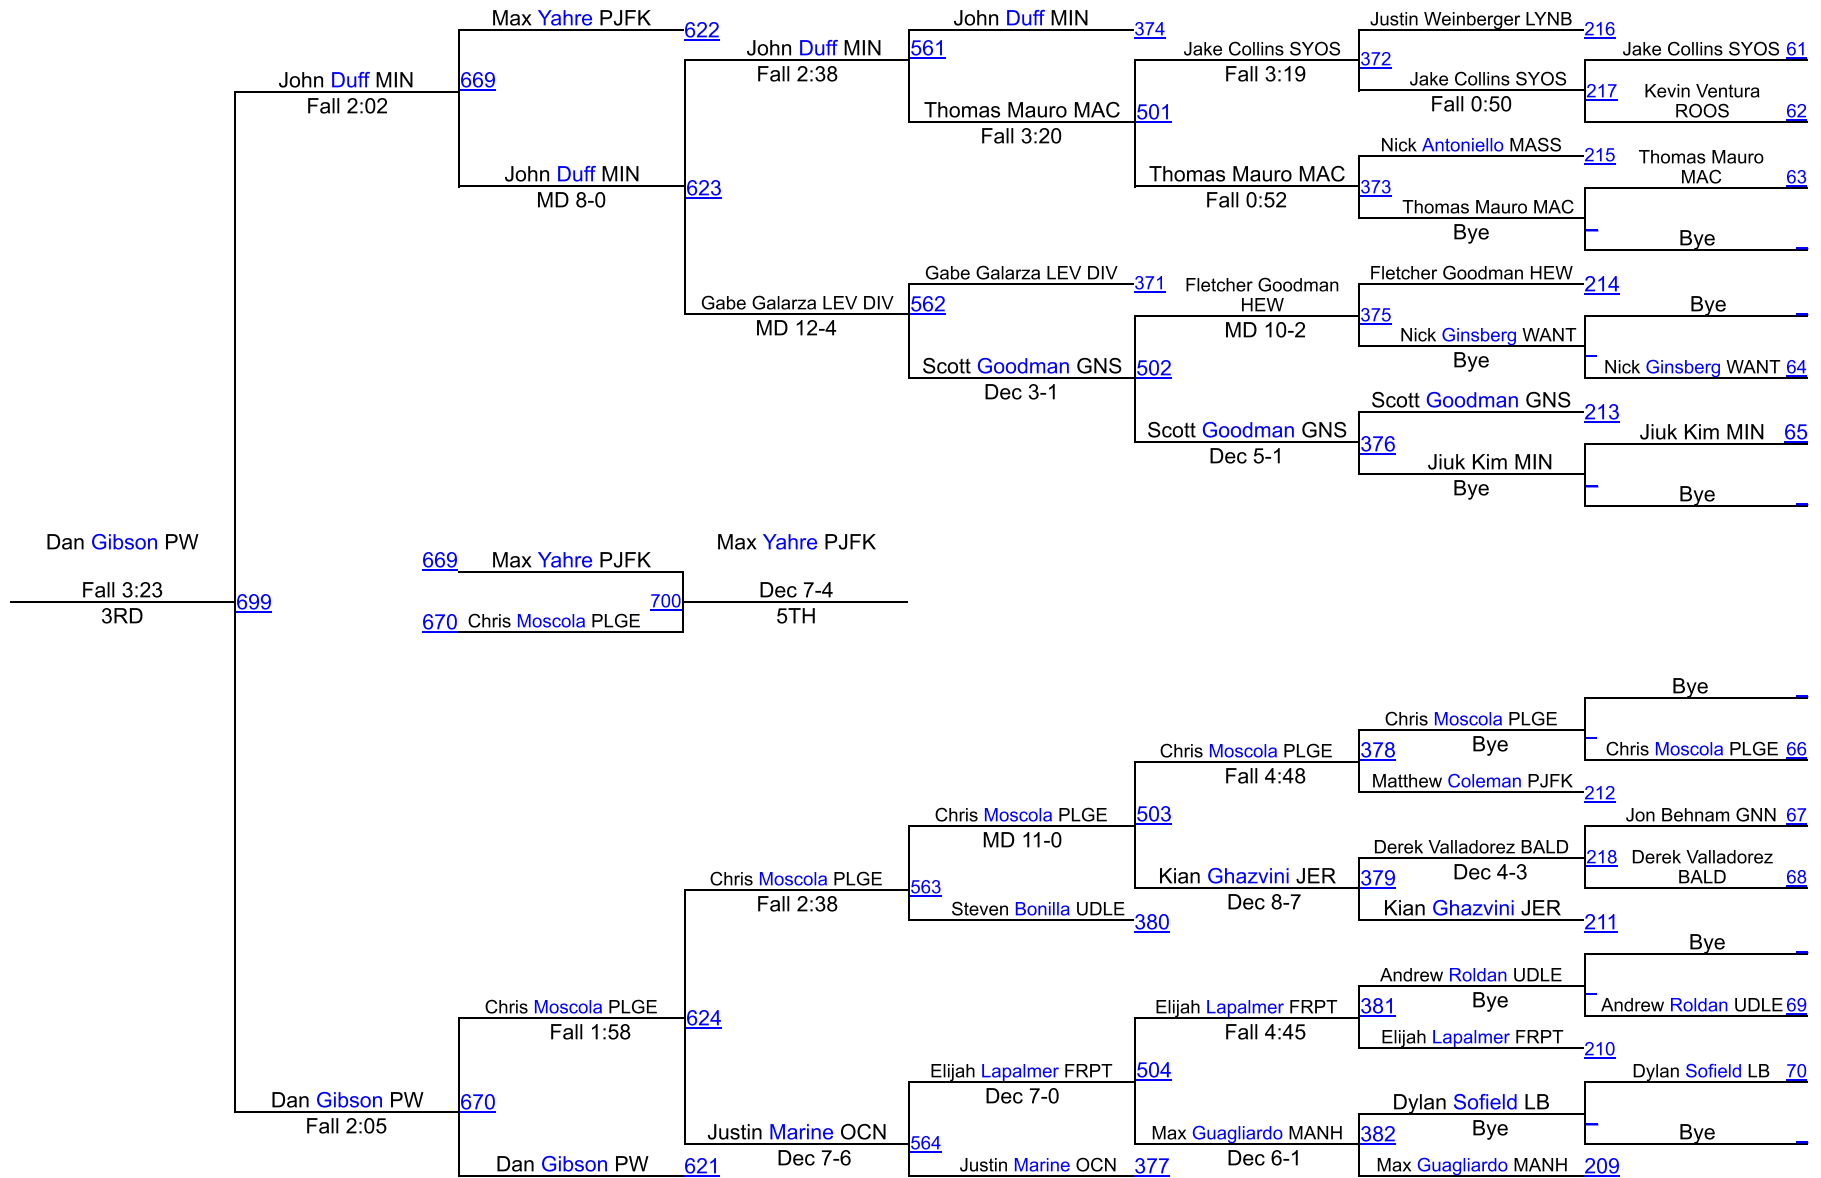 Max Yahre PJFK
622
John Duff MIN
374
Justin Weinberger LYNB
216
John Duff MIN
561
Jake Collins SYOS
372
Jake Collins SYOS 61
John Duff MIN
669
Fall 2:38
Fall 3:19
Jake Collins SYOS
217
Kevin Ventura
ROOS 62
Fall 2:02
Fall 0:50
Thomas Mauro MAC
501
Fall 3:20
Nick Antoniello MASS
215
Thomas Mauro
MAC 63
John Duff MIN
623
Thomas Mauro MAC
373
MD 8-0
Fall 0:52
Thomas Mauro MAC
Bye
Bye
Gabe Galarza LEV DIV
371
Fletcher Goodman
HEW
Fletcher Goodman HEW
214
Gabe Galarza LEV DIV
562
375
Bye
MD 12-4
MD 10-2
Nick Ginsberg WANT
Bye
Scott Goodman GNS
502
Nick Ginsberg WANT 64
Dec 3-1
Scott Goodman GNS
213
Scott Goodman GNS
376
Jiuk Kim MIN 65
Dec 5-1
Jiuk Kim MIN
Bye
Bye
Dan Gibson PW
Max Yahre PJFK
669
Max Yahre PJFK
Fall 3:23
699
700
Dec 7-4
3RD
670
Chris Moscola PLGE
5TH
Bye
Chris Moscola PLGE
Bye
Chris Moscola PLGE
378
Chris Moscola PLGE 66
Fall 4:48
Matthew Coleman PJFK
212
Chris Moscola PLGE
503
Jon Behnam GNN 67
MD 11-0
Derek Valladorez BALD
218
Derek Valladorez
BALD 68
Chris Moscola PLGE
563
Kian Ghazvini JER
379
Dec 4-3
Fall 2:38
Dec 8-7
Steven Bonilla UDLE
380
Kian Ghazvini JER
211
Bye
Andrew Roldan UDLE
Bye
Chris Moscola PLGE
624
Elijah Lapalmer FRPT
381
Andrew Roldan UDLE 69
Fall 1:58
Fall 4:45
Elijah Lapalmer FRPT
210
Elijah Lapalmer FRPT
504
Dylan Sofield LB 70
Dec 7-0
Dan Gibson PW
670
Dylan Sofield LB
Fall 2:05
Bye
Bye
Justin Marine OCN
564
Max Guagliardo MANH
382
Dec 7-6
Dec 6-1
Dan Gibson PW
621
Justin Marine OCN
377
Max Guagliardo MANH
209